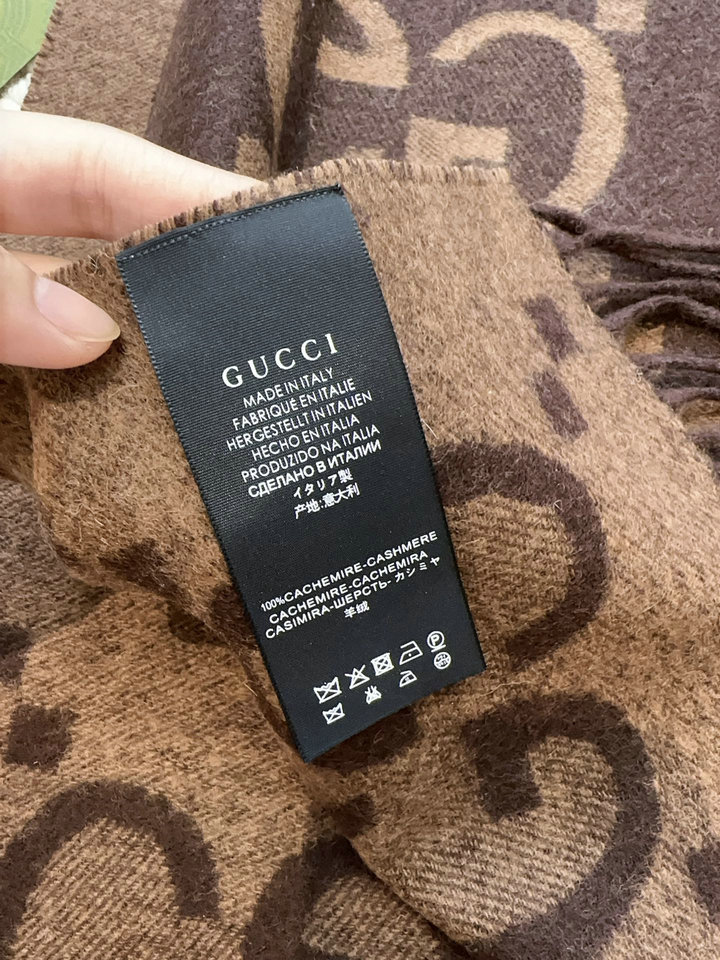 GUCCI
MADE IN ITALY
FABRIQUÉ EN ITALIE
HERGESTELLT IN ITALIEN
HECHO EN ITALIA
PRODUZIDO NA ITALIA
СДЕЛАНО В ИТАЛИИ
イタリア製
产地:意大利
100%CACHEMIRE-CASHMERE
CACHEMIRE-CACHEMIRA
CASIMIRA-ШЕРСТЬ-カシミヤ
羊绒
P